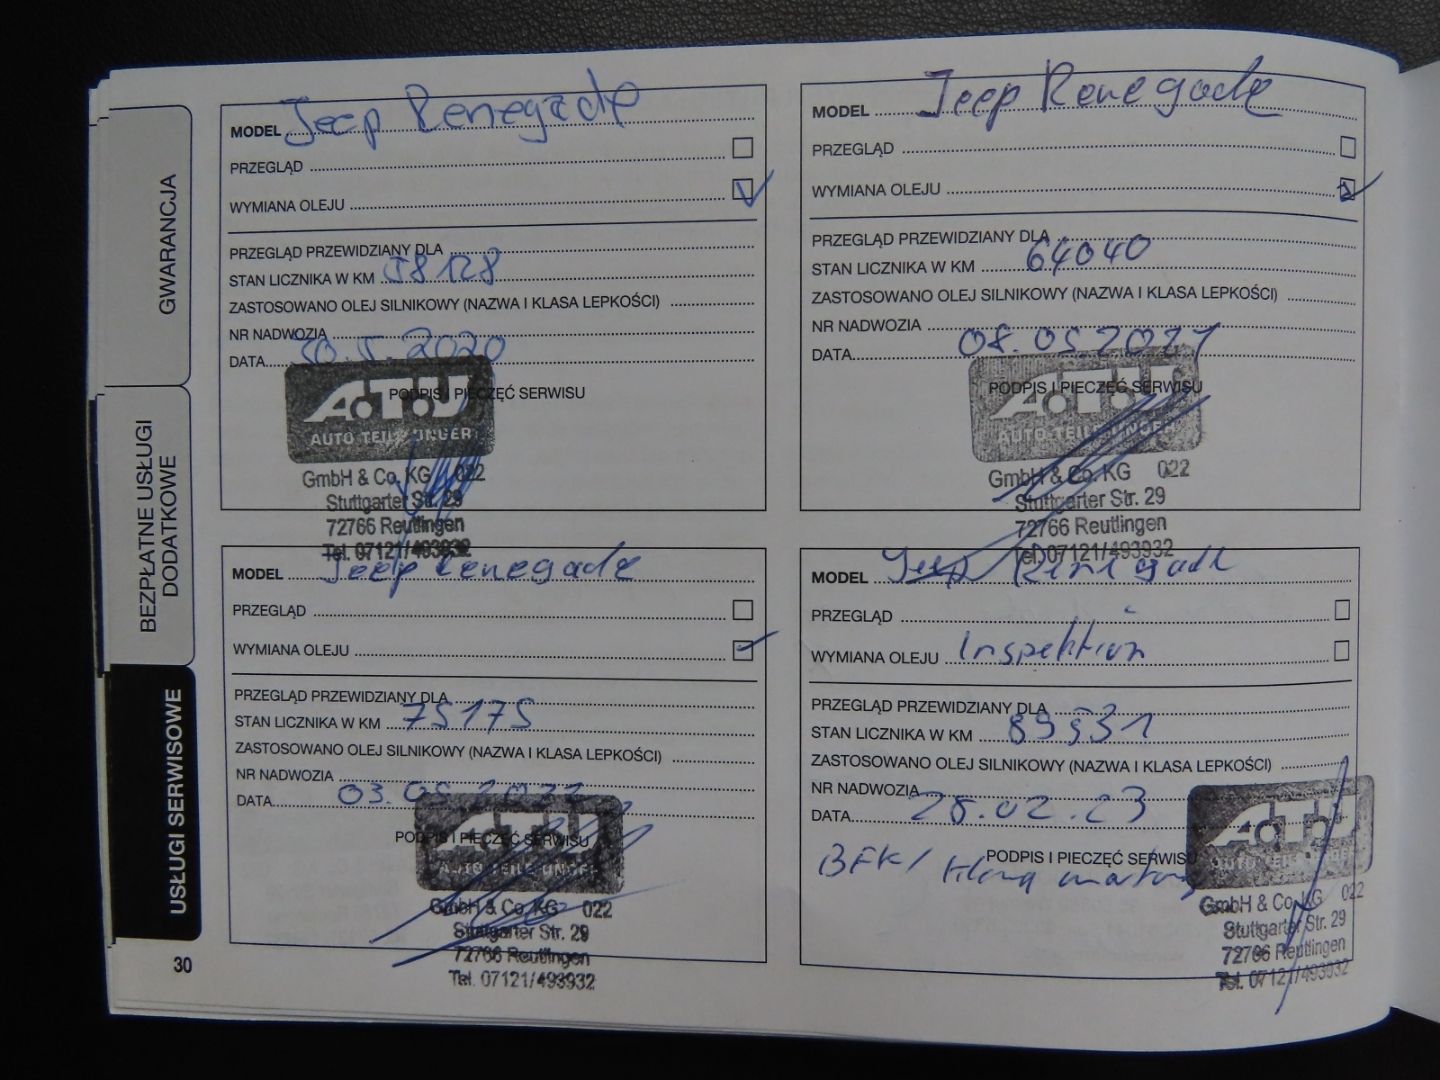 GWARANCJA
BEZPŁATNE USŁUGI
DODATKOWE
USŁUGI SERWISOWE
30
MODEL Jeep Renegade
PRZEGLĄD
WYMIANA OLEJU
PRZEGLĄD PRZEWIDZIANY DLA
STAN LICZNIKA W KM 58128
ZASTOSOWANO OLEJ SILNIKOWY (NAZWA I KLASA LEPKOŚCI)
NR NADWOZIA
DATA 30.5.2020
PODPIS I PIECZĘĆ SERVISU
A.T.U
AUTO TEILE UNGER
GmbH & Co. KG 022
Stuttgarter Str. 29
72766 Reutlingen
Tel. 07121/493932
MODEL Jeep Renegade
PRZEGLĄD
WYMIANA OLEJU
PRZEGLĄD PRZEWIDZIANY DLA
STAN LICZNIKA W KM 64040
ZASTOSOWANO OLEJ SILNIKOWY (NAZWA I KLASA LEPKOŚCI)
NR NADWOZIA
DATA 08.05.2021
PODPIS I PIECZĘĆ SERWISU
A.T.U
AUTO TEILE UNGER
GmbH & Co. KG 022
Stuttgarter Str. 29
72766 Reutlingen
Tel. 07121/493932
MODEL Jeep Renegade
PRZEGLĄD
WYMIANA OLEJU
PRZEGLĄD PRZEWIDZIANY DLA
STAN LICZNIKA W KM 75175
ZASTOSOWANO OLEJ SILNIKOWY (NAZWA I KLASA LEPKOŚCI)
NR NADWOZIA
DATA 03.05.2022
PODPIS I PIECZĘĆ SERWISU
A.T.U
AUTO TEILE UNGER
GmbH & Co. KG 022
Stuttgarter Str. 29
72766 Reutlingen
Tel. 07121/493932
MODEL Jeep Renegade
PRZEGLĄD
WYMIANA OLEJU Inspektion
PRZEGLĄD PRZEWIDZIANY DLA
STAN LICZNIKA W KM 89931
ZASTOSOWANO OLEJ SILNIKOWY (NAZWA I KLASA LEPKOŚCI)
NR NADWOZIA
DATA 28.02.23
PODPIS I PIECZĘĆ SERWISU
A.T.U
AUTO TEILE UNGER
GmbH & Co. KG 022
Stuttgarter Str. 29
72766 Reutlingen
Tel. 07121/493932